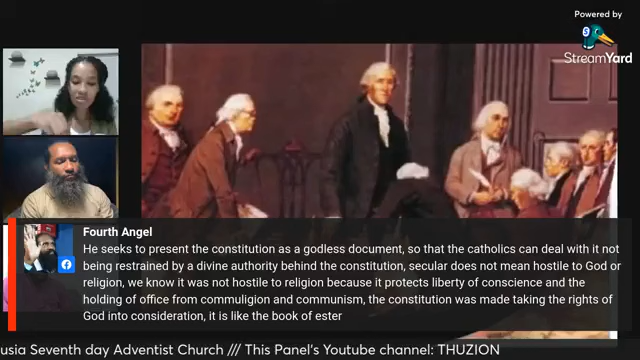 Powered by
StreamYard
Fourth Angel
He seeks to present the constitution as a godless document, so that the catholics can deal with it not
being restrained by a divine authority behind the constitution, secular does not mean hostile to God or
religion, we know it was not hostile to religion because it protects liberty of conscience and the
holding of office from commuligion and communism, the constitution was made taking the rights of
God into consideration, it is like the book of ester
usia Seventh day Adventist Church /// This Panel's Youtube channel: THUZION